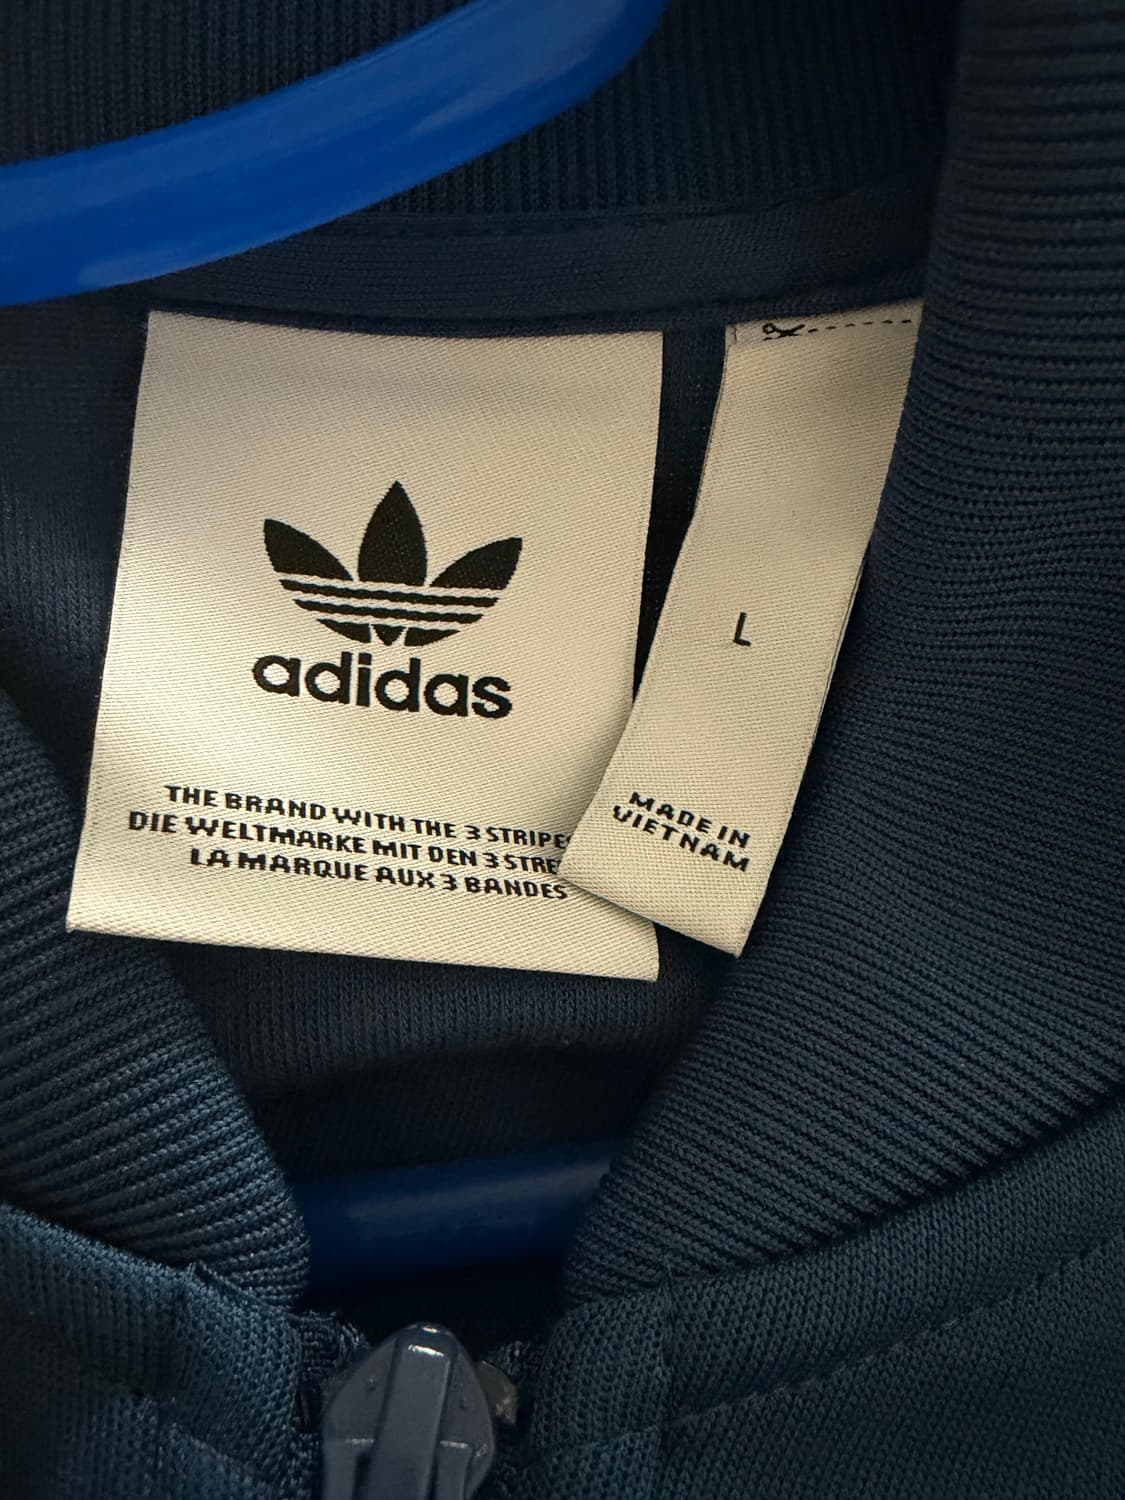 adidas
THE BRAND WITH THE 3 STRIPES
DIE WELTMARKE MIT DEN 3
LA MARQUE AUX 3 BANDES
L
MADE IN
VIETNAM